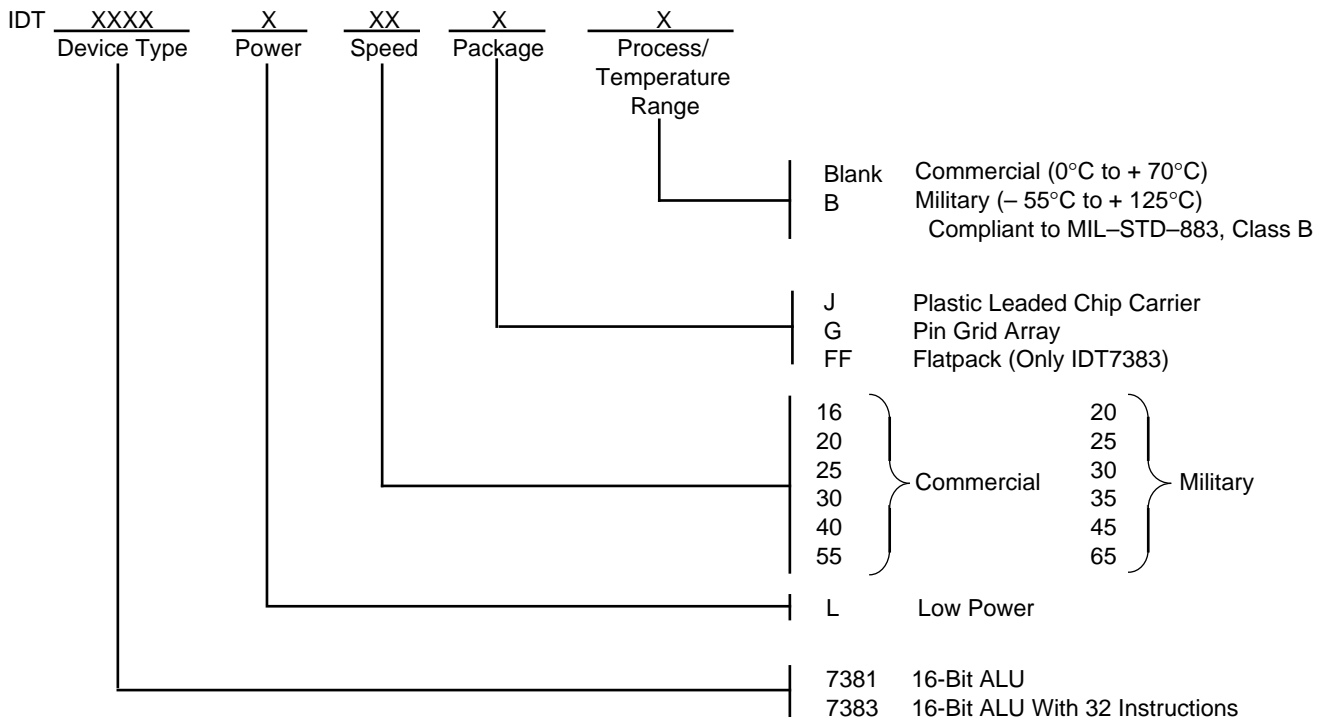 IDT XXXX X XX X X
Device Type Power Speed Package Process/
Temperature
Range
Blank Commercial (0°C to + 70°C)
B Military (– 55°C to + 125°C)
Compliant to MIL–STD–883, Class B
J Plastic Leaded Chip Carrier
G Pin Grid Array
FF Flatpack (Only IDT7383)
16 20
20 25
25 30
Commercial Military
30 35
40 45
55 65
L Low Power
7381 16-Bit ALU
7383 16-Bit ALU With 32 Instructions